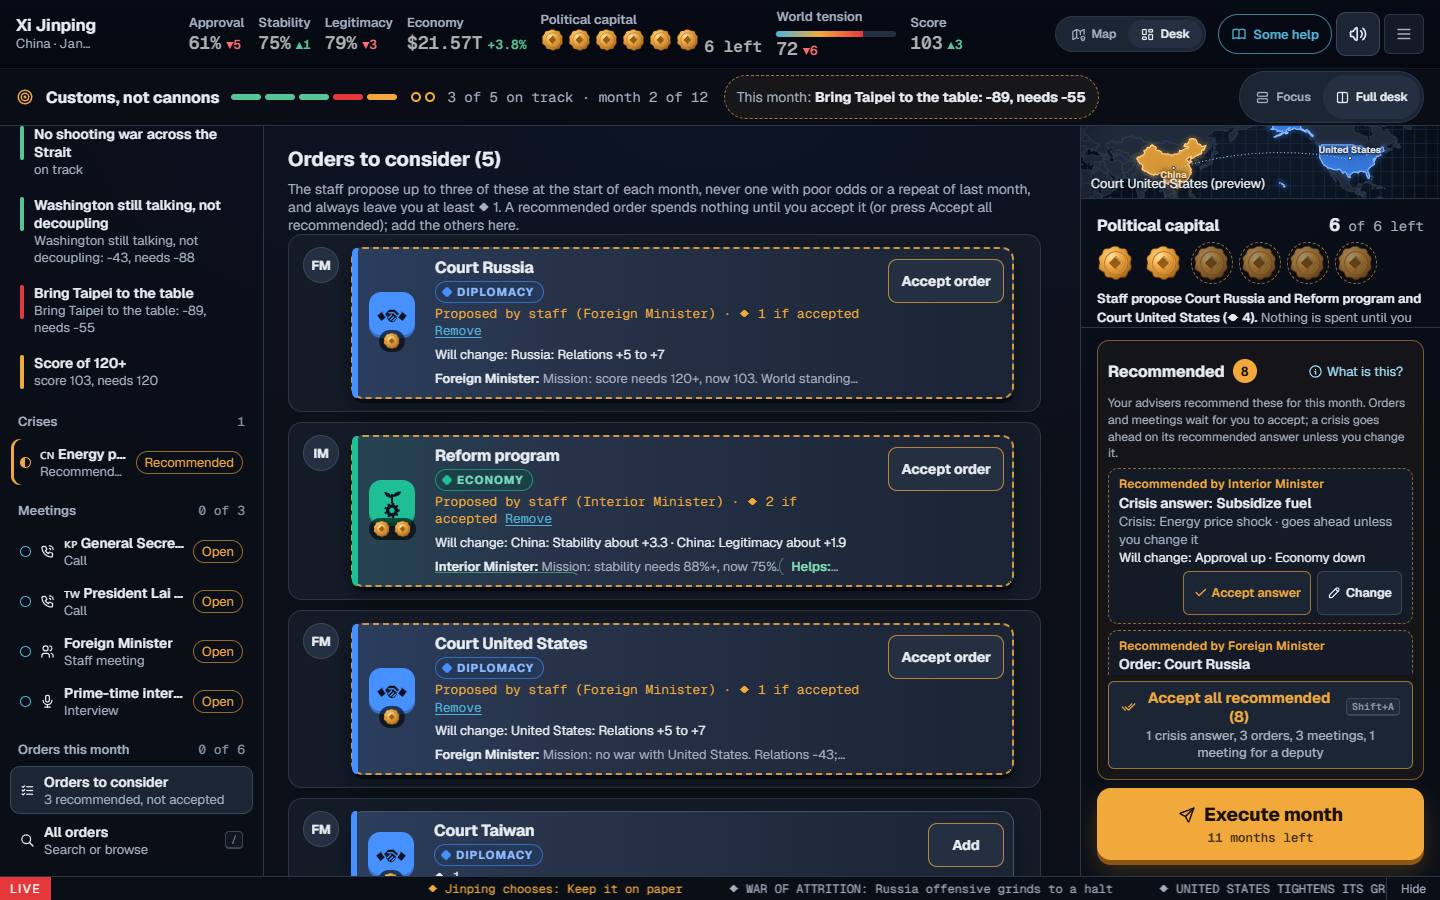 Xi Jinping
China · Jan...
Approval
61% ▾5
Stability
75% ▴1
Legitimacy
79% ▾3
Economy
$21.57T +3.8%
Political capital
6 left
World tension
72 ▾6
Score
103 ▴3
Map
Desk
Some help
Customs, not cannons
3 of 5 on track · month 2 of 12
This month: Bring Taipei to the table: -89, needs -55
Focus
Full desk
No shooting war across the
Strait
on track
Washington still talking, not
decoupling
Washington still talking, not
decoupling: -43, needs -88
Bring Taipei to the table
Bring Taipei to the table: -89,
needs -55
Score of 120+
score 103, needs 120
Crises 1
CN Energy p...
Recommend...
Recommended
Meetings 0 of 3
KP General Secre...
Call
Open
TW President Lai ...
Call
Open
Foreign Minister
Staff meeting
Open
Prime-time inter...
Interview
Open
Orders this month 0 of 6
Orders to consider
3 recommended, not accepted
All orders
Search or browse
/
Orders to consider (5)
The staff propose up to three of these at the start of each month, never one with poor odds or a repeat of last month,
and always leave you at least ◆ 1. A recommended order spends nothing until you accept it (or press Accept all
recommended); add the others here.
FM
Court Russia
◆ DIPLOMACY
Proposed by staff (Foreign Minister) · ◆ 1 if accepted
Remove
Will change: Russia: Relations +5 to +7
Foreign Minister: Mission: score needs 120+, now 103. World standing...
Accept order
IM
Reform program
◆ ECONOMY
Proposed by staff (Interior Minister) · ◆ 2 if
accepted Remove
Will change: China: Stability about +3.3 · China: Legitimacy about +1.9
Interior Minister: Mission: stability needs 88%+, now 75%. Helps:...
Accept order
FM
Court United States
◆ DIPLOMACY
Proposed by staff (Foreign Minister) · ◆ 1 if accepted
Remove
Will change: United States: Relations +5 to +7
Foreign Minister: Mission: no war with United States. Relations -43;...
Accept order
FM
Court Taiwan
◆ DIPLOMACY
Add
China
United States
Court United States (preview)
Political capital 6 of 6 left
Staff propose Court Russia and Reform program and
Court United States (◆ 4). Nothing is spent until you
Recommended 8
What is this?
Your advisers recommend these for this month. Orders
and meetings wait for you to accept; a crisis goes
ahead on its recommended answer unless you change
it.
Recommended by Interior Minister
Crisis answer: Subsidize fuel
Crisis: Energy price shock · goes ahead unless
you change it
Will change: Approval up · Economy down
Accept answer
Change
Recommended by Foreign Minister
Order: Court Russia
Accept all recommended
(8)
Shift+A
1 crisis answer, 3 orders, 3 meetings, 1
meeting for a deputy
Execute month
11 months left
LIVE
◆ Jinping chooses: Keep it on paper
◆ WAR OF ATTRITION: Russia offensive grinds to a halt
◆ UNITED STATES TIGHTENS ITS GR
Hide